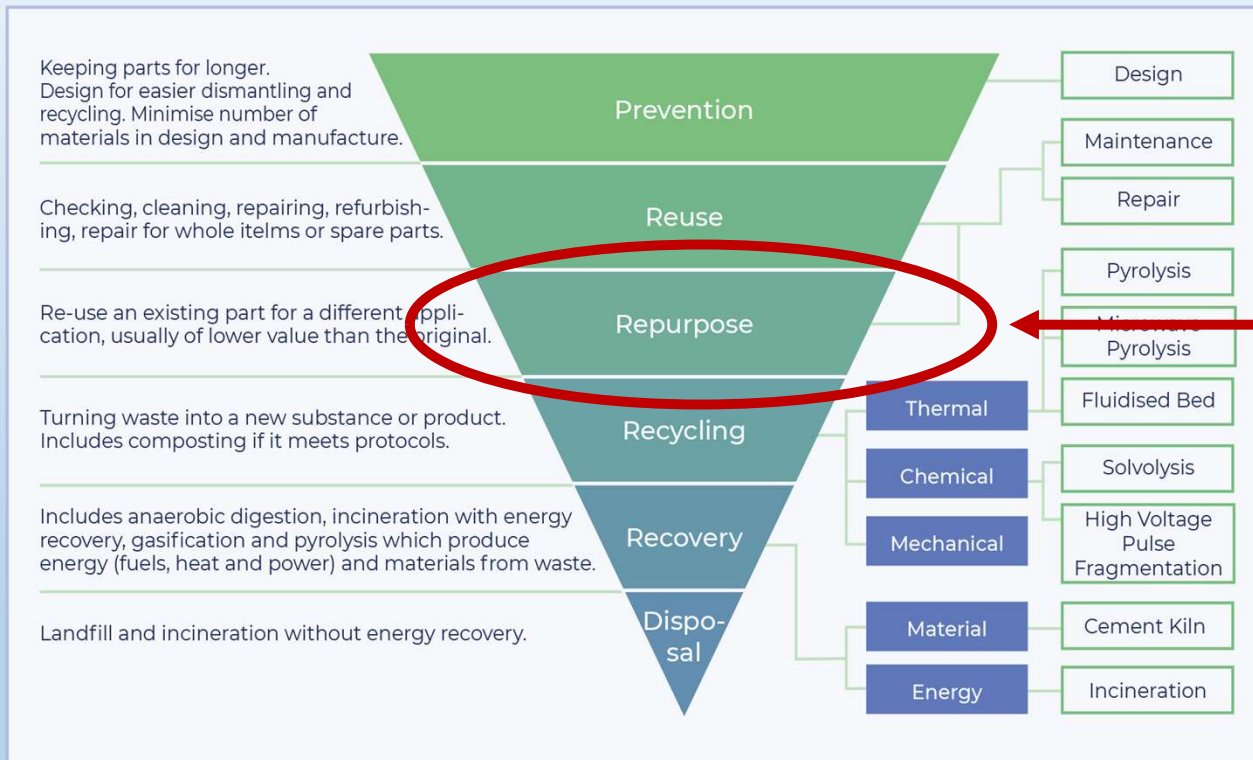 Keeping parts for longer.
Design for easier dismantling and
recycling. Minimise number of
materials in design and manufacture.
Prevention
Design
Checking, cleaning, repairing, refurbish-
ing, repair for whole itelms or spare parts.
Reuse
Maintenance
Repair
Re-use an existing part for a different appli-
cation, usually of lower value than the original.
Repurpose
Turning waste into a new substance or product.
Includes composting if it meets protocols.
Recycling
Thermal
Pyrolysis
Microwave
Pyrolysis
Fluidised Bed
Chemical
Solvolysis
High Voltage
Pulse
Fragmentation
Mechanical
Includes anaerobic digestion, incineration with energy
recovery, gasification and pyrolysis which produce
energy (fuels, heat and power) and materials from waste.
Recovery
Material
Cement Kiln
Energy
Incineration
Landfill and incineration without energy recovery.
Dispo-
sal